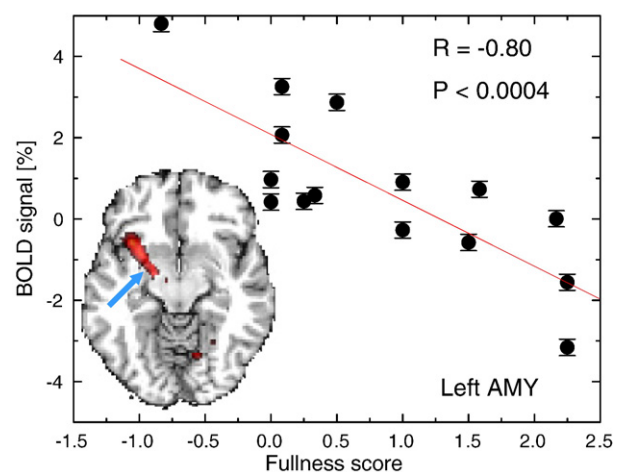 R = -0.80
P < 0.0004
BOLD signal [%]
4
2
0
-2
-4
Left AMY
-1.5 -1.0 -0.5 0.0 0.5 1.0 1.5 2.0 2.5
Fullness score